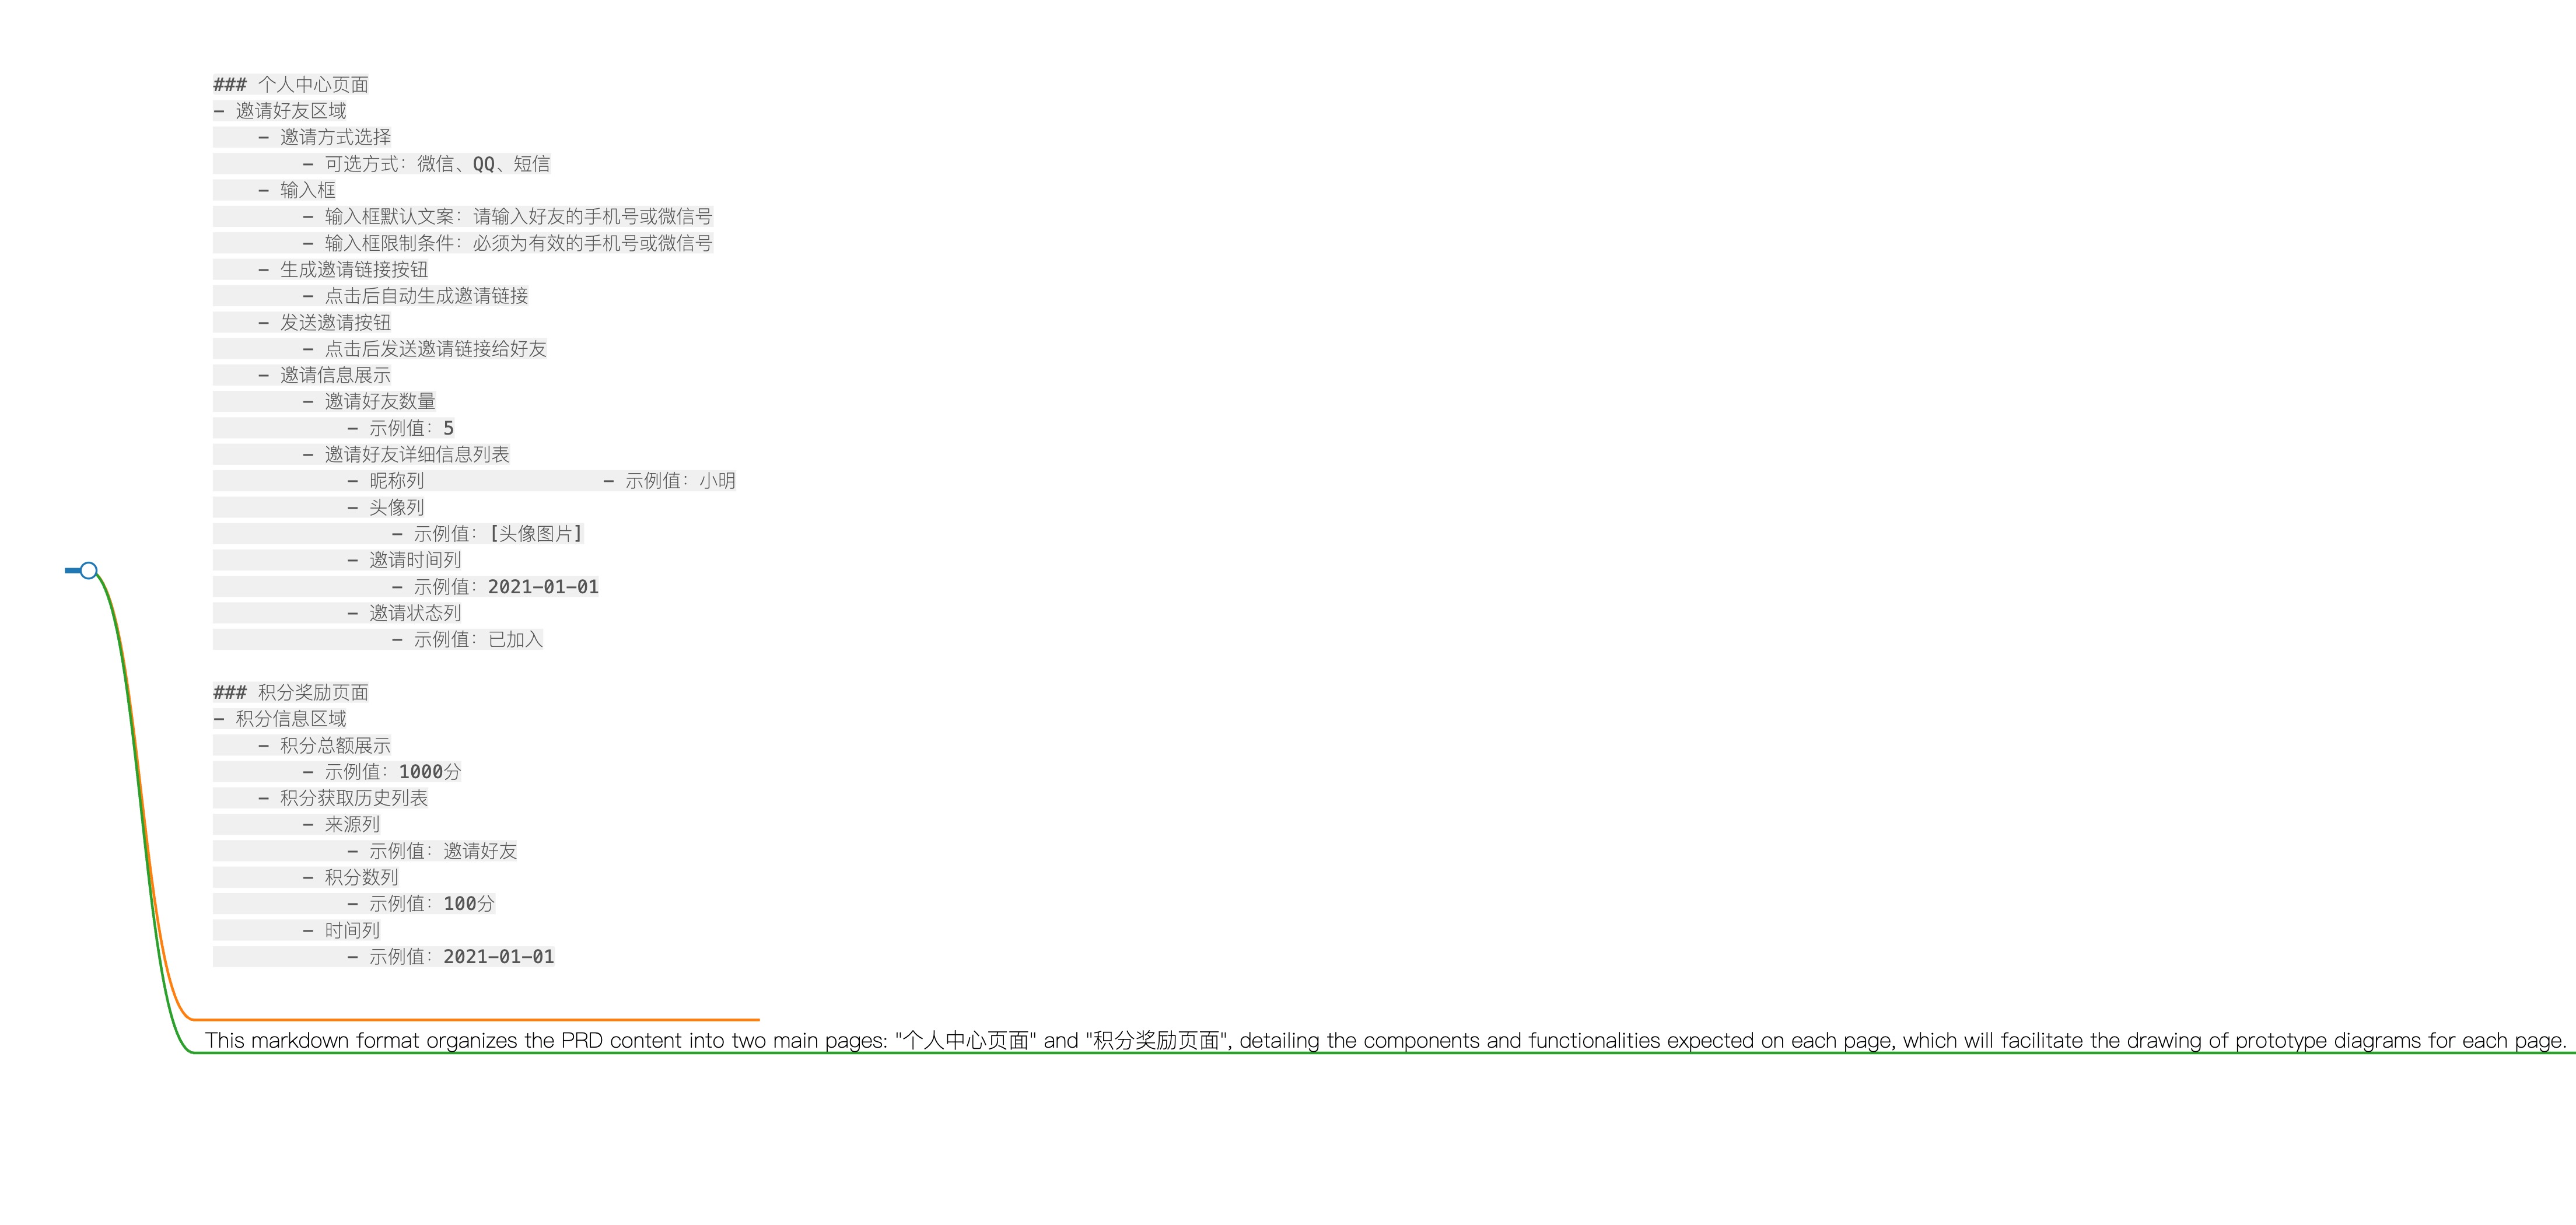 ### 个人中心页面
- 邀请好友区域
    - 邀请方式选择
        - 可选方式：微信、QQ、短信
    - 输入框
        - 输入框默认文案：请输入好友的手机号或微信号
        - 输入框限制条件：必须为有效的手机号或微信号
    - 生成邀请链接按钮
        - 点击后自动生成邀请链接
    - 发送邀请按钮
        - 点击后发送邀请链接给好友
    - 邀请信息展示
        - 邀请好友数量
            - 示例值：5
        - 邀请好友详细信息列表
            - 昵称列                - 示例值：小明
            - 头像列
                - 示例值：[头像图片]
            - 邀请时间列
                - 示例值：2021-01-01
            - 邀请状态列
                - 示例值：已加入

### 积分奖励页面
- 积分信息区域
    - 积分总额展示
        - 示例值：1000分
    - 积分获取历史列表
        - 来源列
            - 示例值：邀请好友
        - 积分数列
            - 示例值：100分
        - 时间列
            - 示例值：2021-01-01
This markdown format organizes the PRD content into two main pages: "个人中心页面" and "积分奖励页面", detailing the components and functionalities expected on each page, which will facilitate the drawing of prototype diagrams for each page.